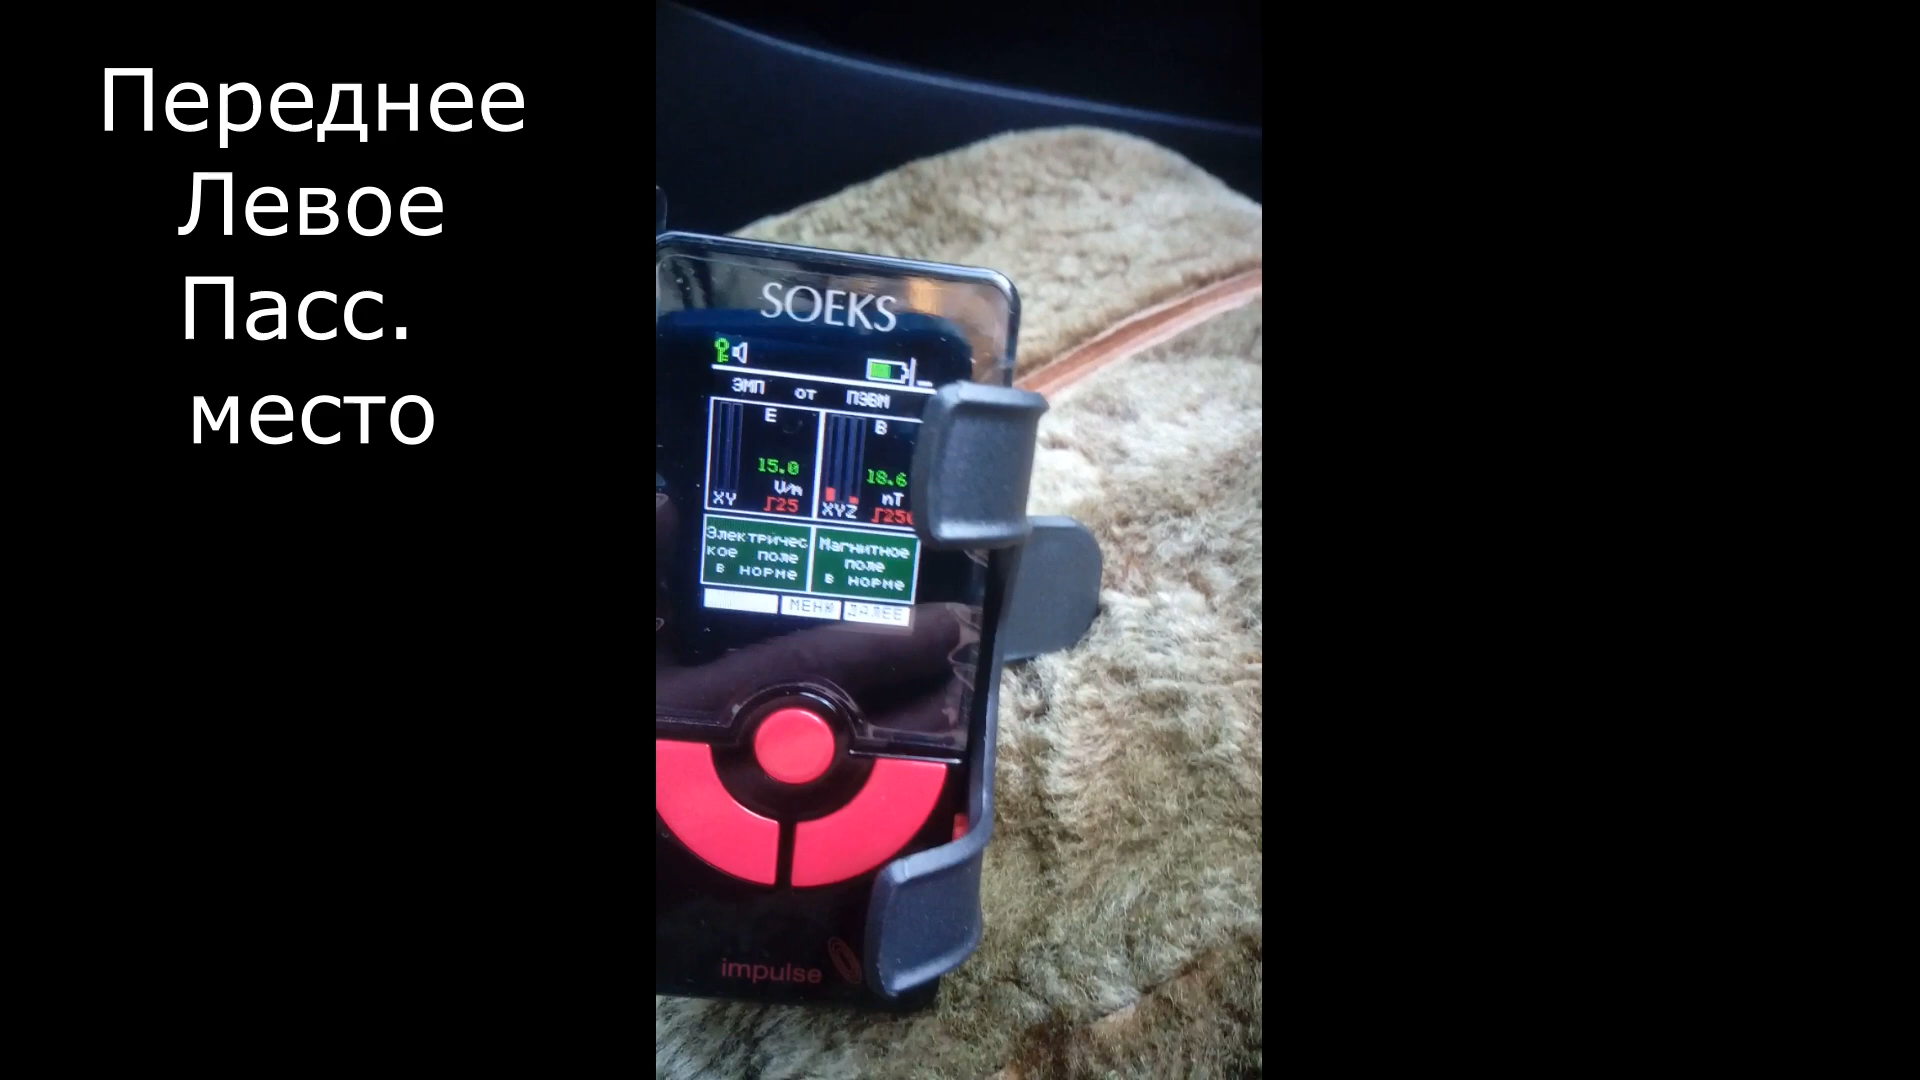 Переднее
Левое
Пасс.
место
SOEKS
ЭМП от ПЭВМ
E
15.0
V/m
XY
25
B
18.6
nT
XYZ
Электричес
кое поле
в норме
Магнитное
поле
в норме
МЕНЮ
ДАЛЕЕ
impulse